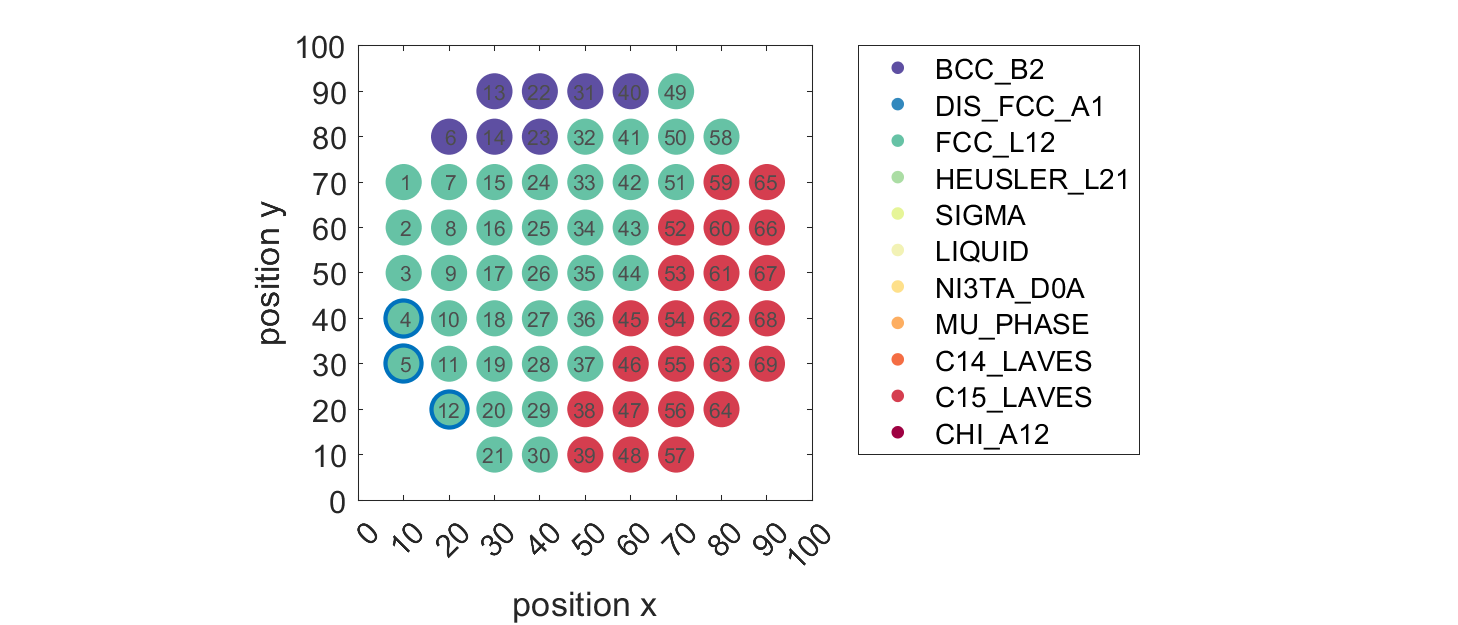 100
90 13 22 31 40 49
80 6 14 23 32 41 50 58
70 1 7 15 24 33 42 51 59 65
60 2 8 16 25 34 43 52 60 66
50 3 9 17 26 35 44 53 61 67
40 4 10 18 27 36 45 54 62 68
30 5 11 19 28 37 46 55 63 69
20 12 20 29 38 47 56 64
10 21 30 39 48 57
0
position y
0 10 20 30 40 50 60 70 80 90 100
position x
BCC_B2
DIS_FCC_A1
FCC_L12
HEUSLER_L21
SIGMA
LIQUID
NI3TA_D0A
MU_PHASE
C14_LAVES
C15_LAVES
CHI_A12